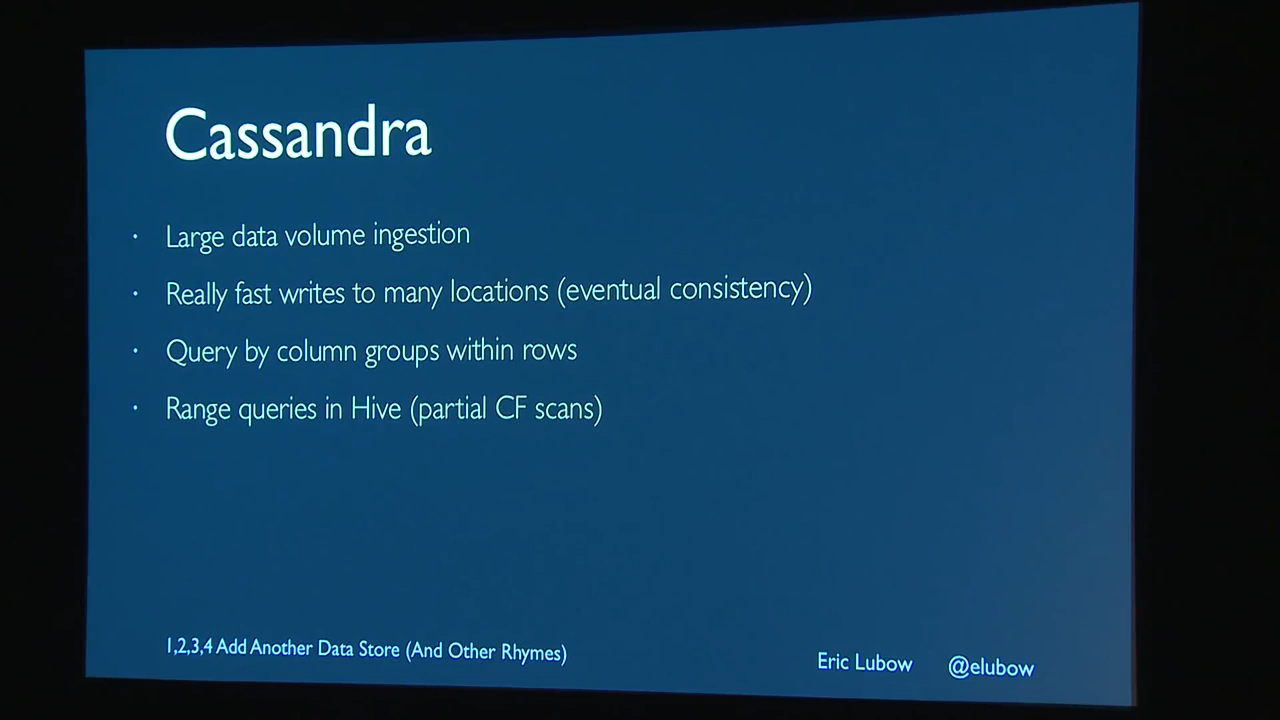 Cassandra
· Large data volume ingestion
· Really fast writes to many locations (eventual consistency)
· Query by column groups within rows
· Range queries in Hive (partial CF scans)
1,2,3,4 Add Another Data Store (And Other Rhymes)
Eric Lubow @elubow